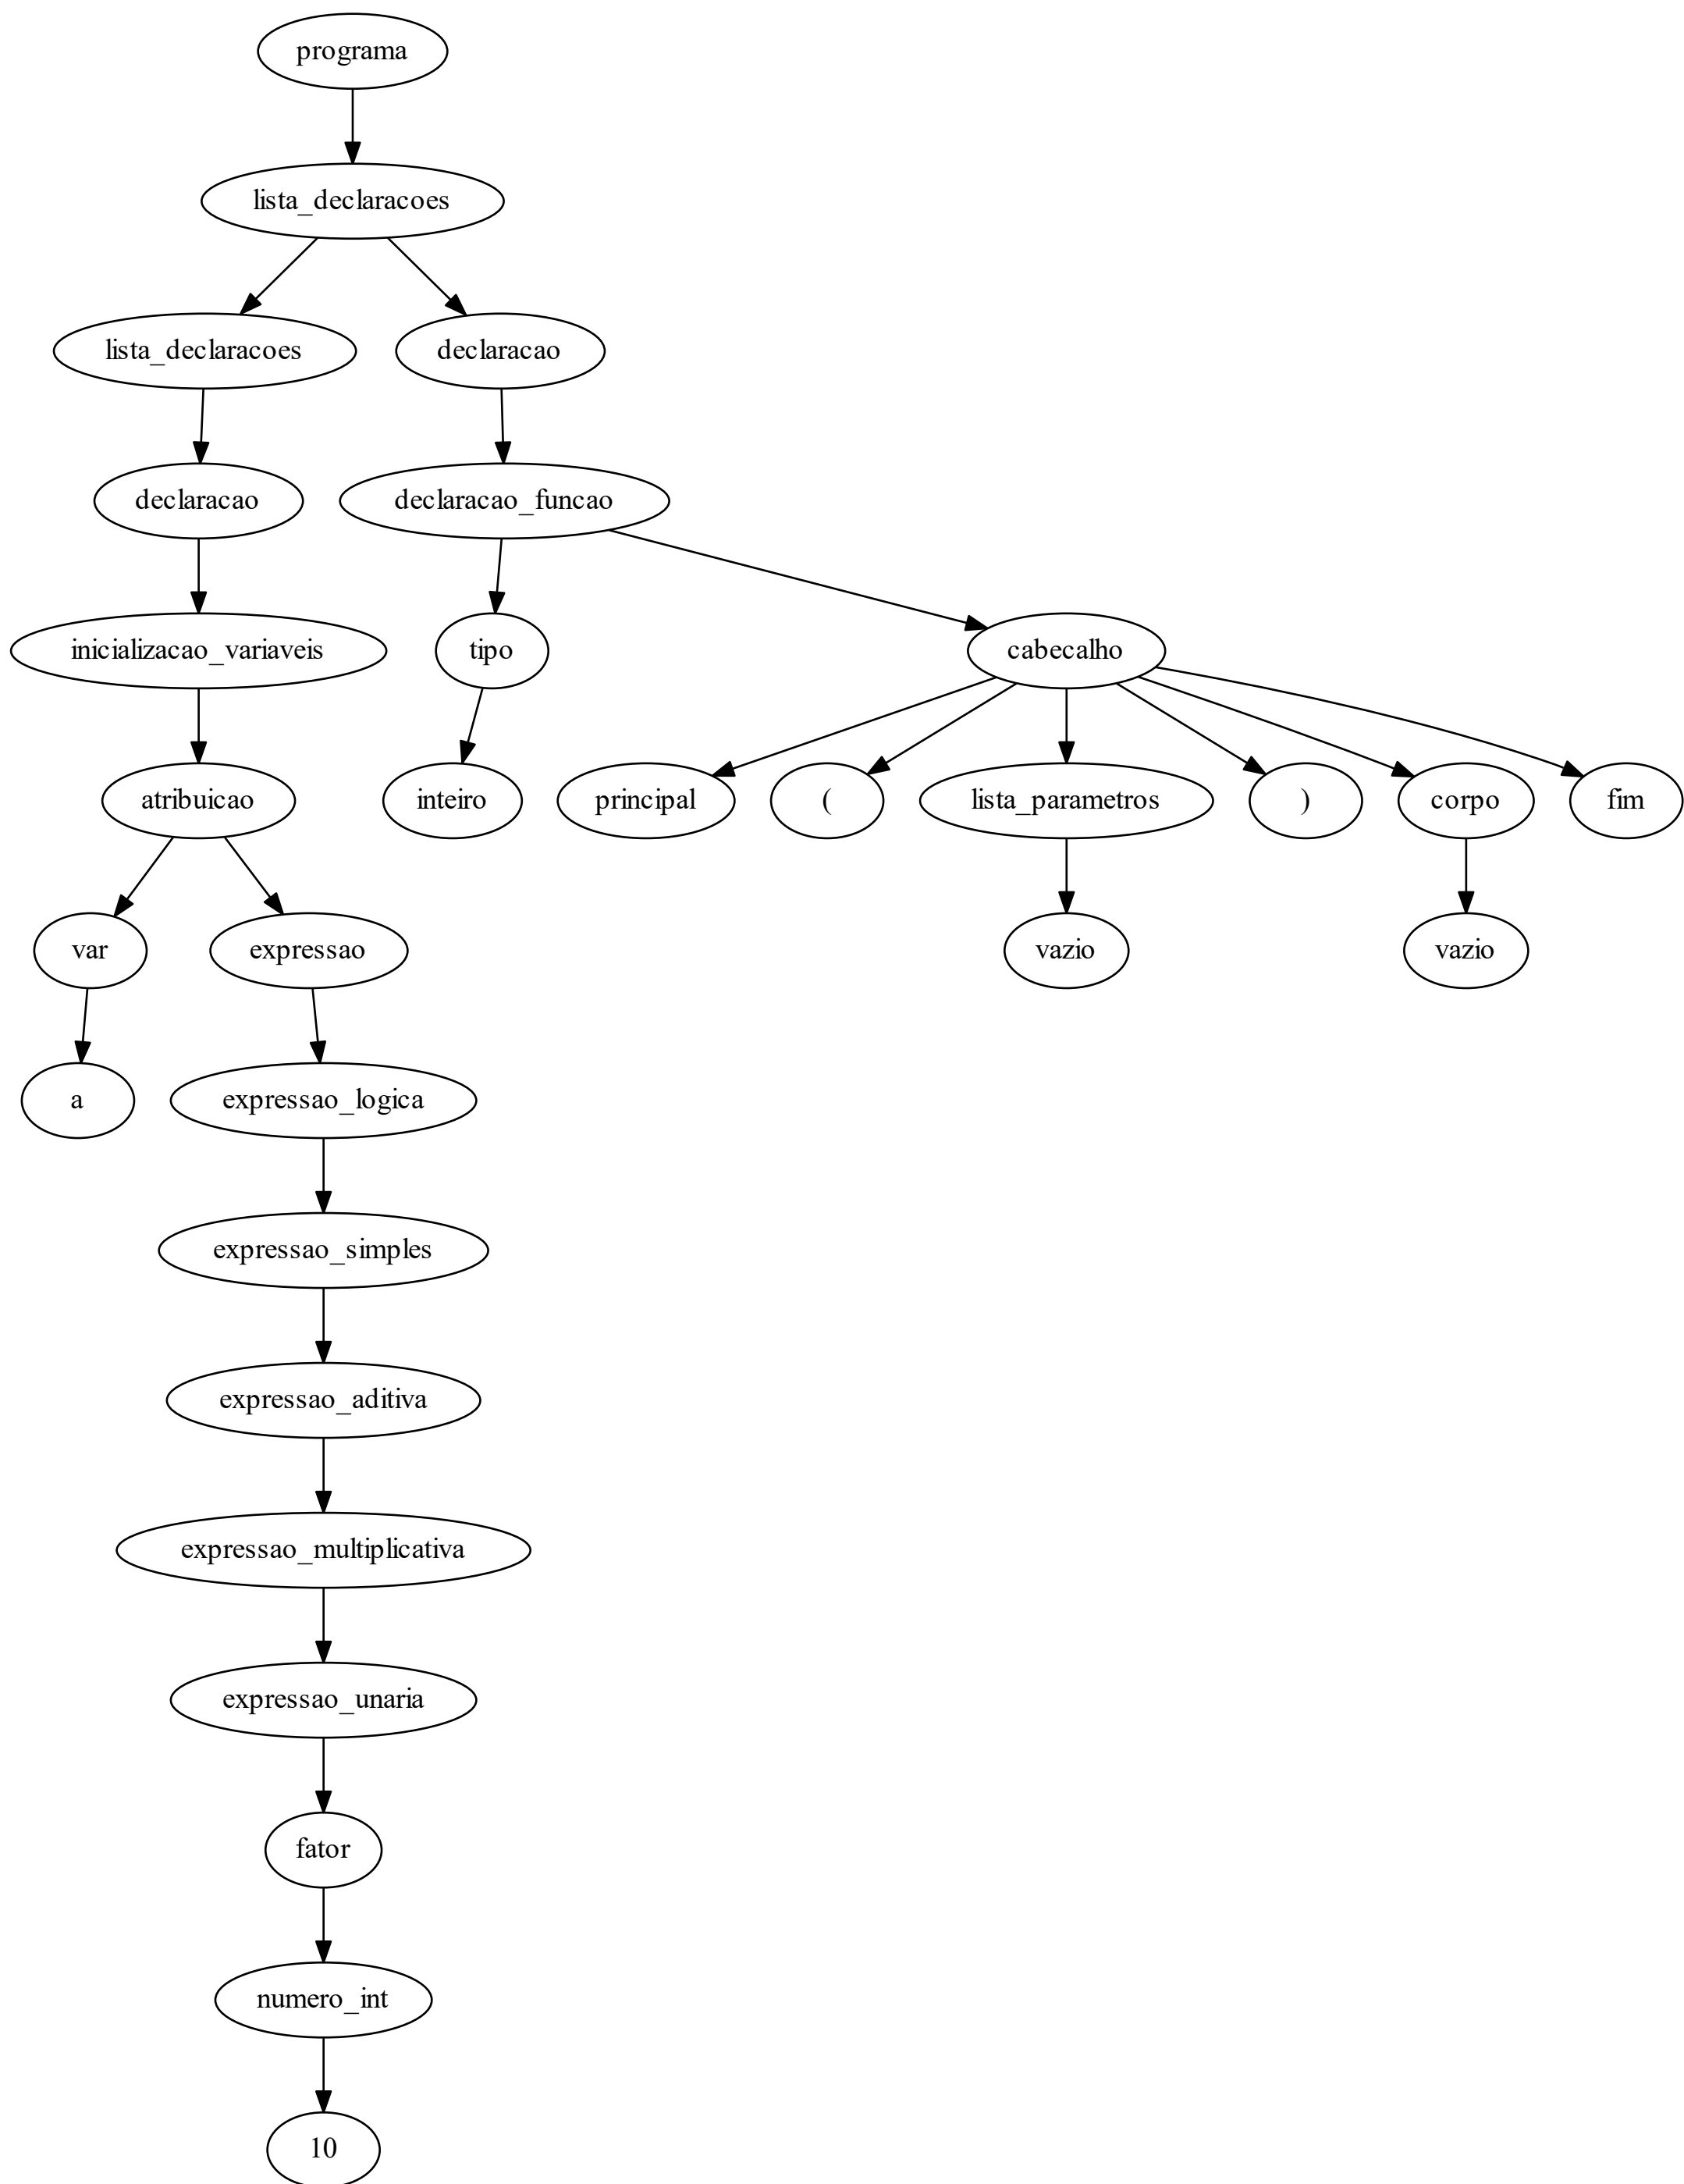 programa
lista_declaracoes
lista_declaracoes
declaracao
declaracao
declaracao_funcao
inicializacao_variaveis
tipo
cabecalho
atribuicao
inteiro
principal
(
lista_parametros
)
corpo
fim
var
expressao
vazio
vazio
a
expressao_logica
expressao_simples
expressao_aditiva
expressao_multiplicativa
expressao_unaria
fator
numero_int
10